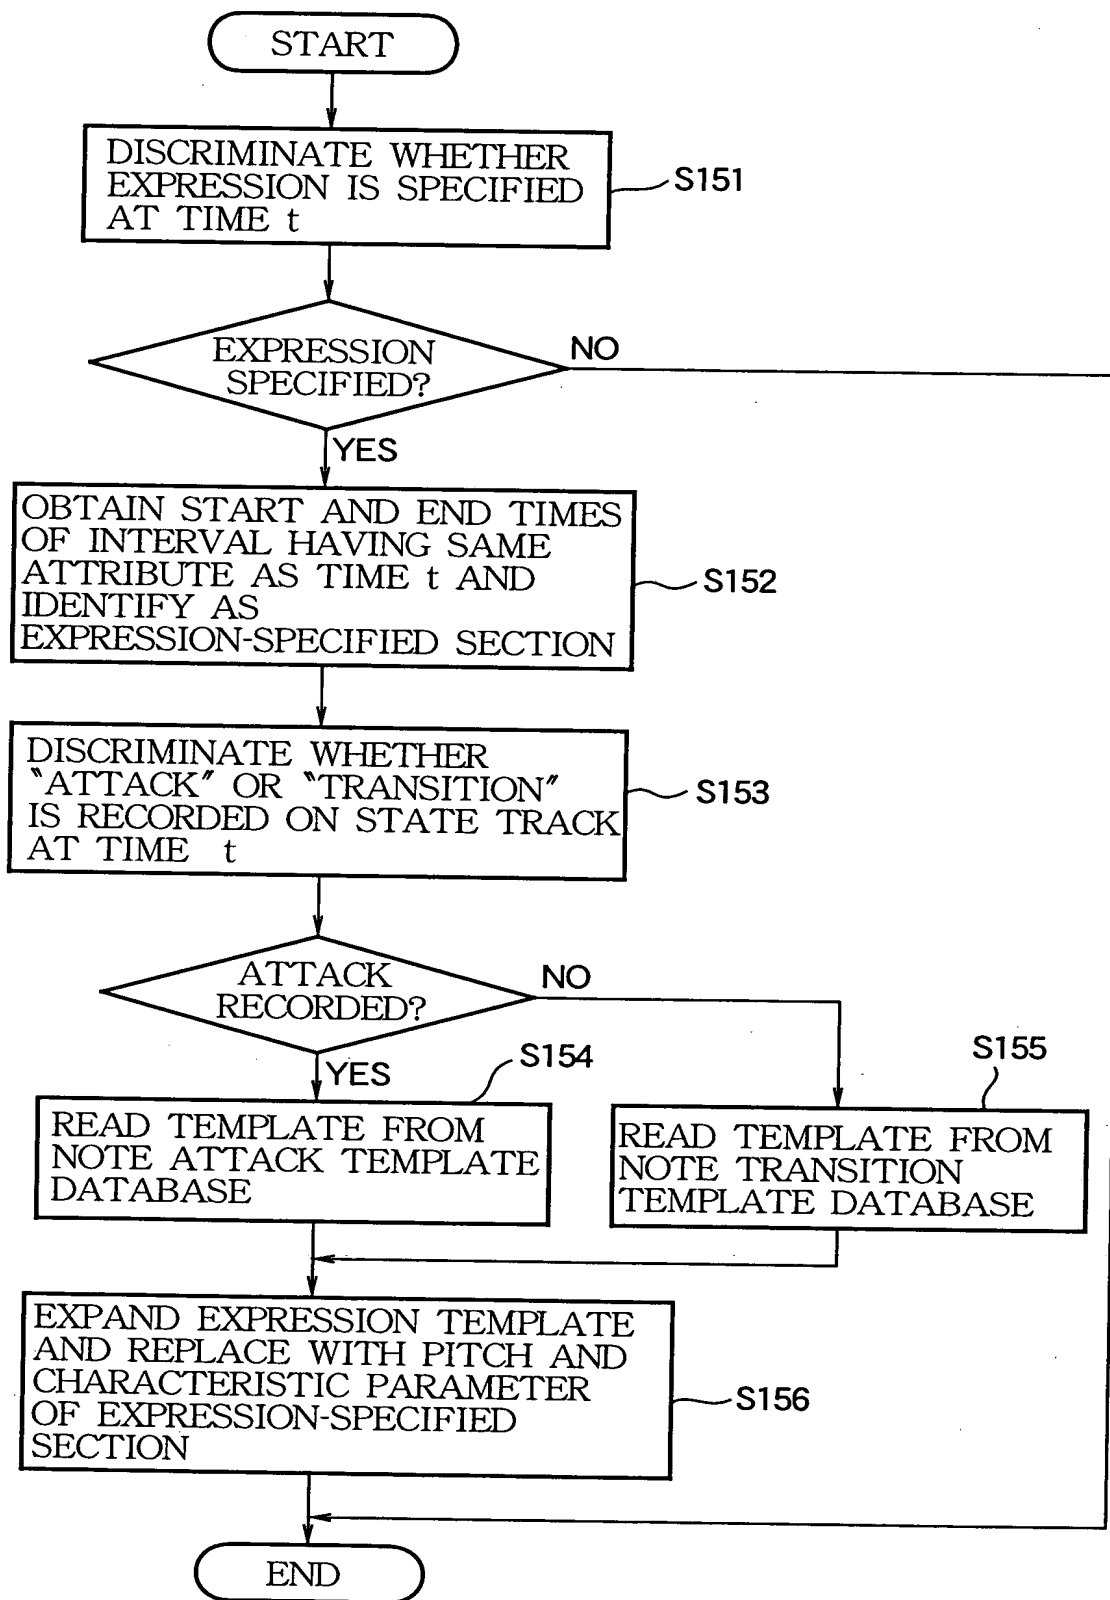 START
DISCRIMINATE WHETHER
EXPRESSION IS SPECIFIED
AT TIME t
S151
EXPRESSION
SPECIFIED?
NO
YES
OBTAIN START AND END TIMES
OF INTERVAL HAVING SAME
ATTRIBUTE AS TIME t AND
IDENTIFY AS
EXPRESSION-SPECIFIED SECTION
S152
DISCRIMINATE WHETHER
〝ATTACK〞 OR 〝TRANSITION〞
IS RECORDED ON STATE TRACK
AT TIME t
S153
ATTACK
RECORDED?
NO
YES
S154
READ TEMPLATE FROM
NOTE ATTACK TEMPLATE
DATABASE
S155
READ TEMPLATE FROM
NOTE TRANSITION
TEMPLATE DATABASE
EXPAND EXPRESSION TEMPLATE
AND REPLACE WITH PITCH AND
CHARACTERISTIC PARAMETER
OF EXPRESSION-SPECIFIED
SECTION
S156
END